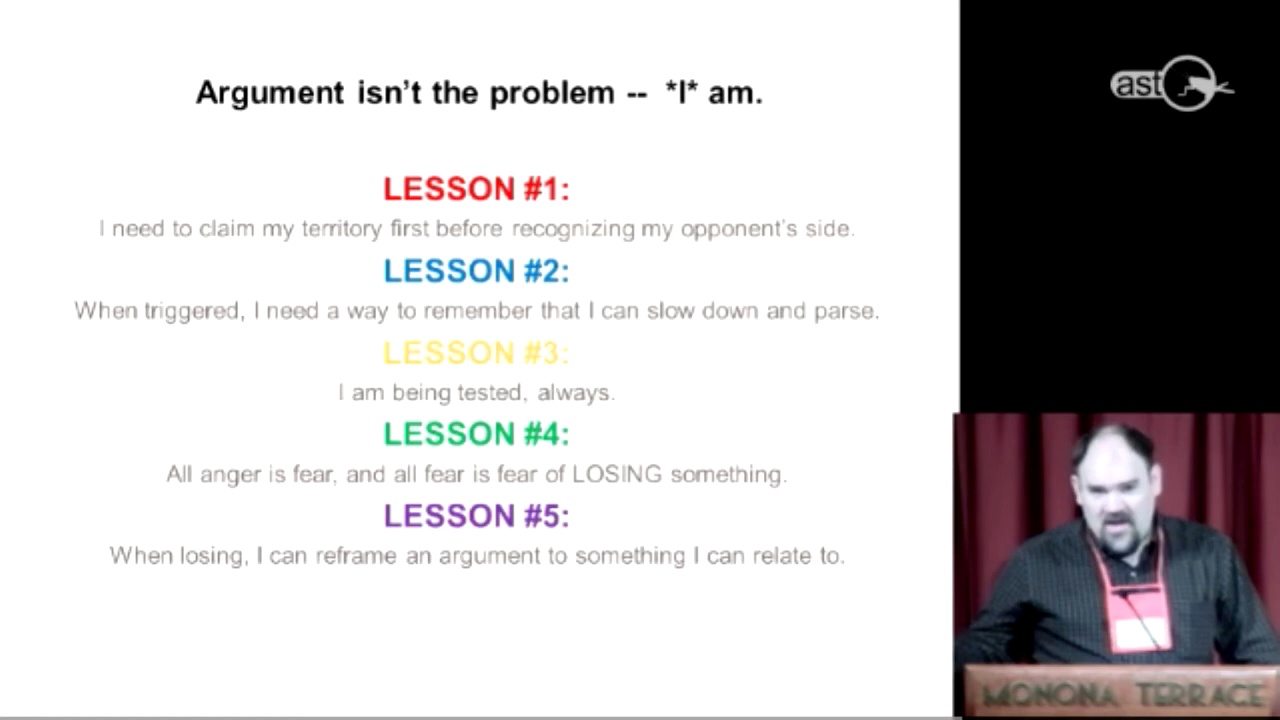 Argument isn't the problem -- *I* am.
LESSON #1:
I need to claim my territory first before recognizing my opponent's side.
LESSON #2:
When triggered, I need a way to remember that I can slow down and parse.
LESSON #3:
I am being tested, always.
LESSON #4:
All anger is fear, and all fear is fear of LOSING something.
LESSON #5:
When losing, I can reframe an argument to something I can relate to.
ast
MONONA TERRACE